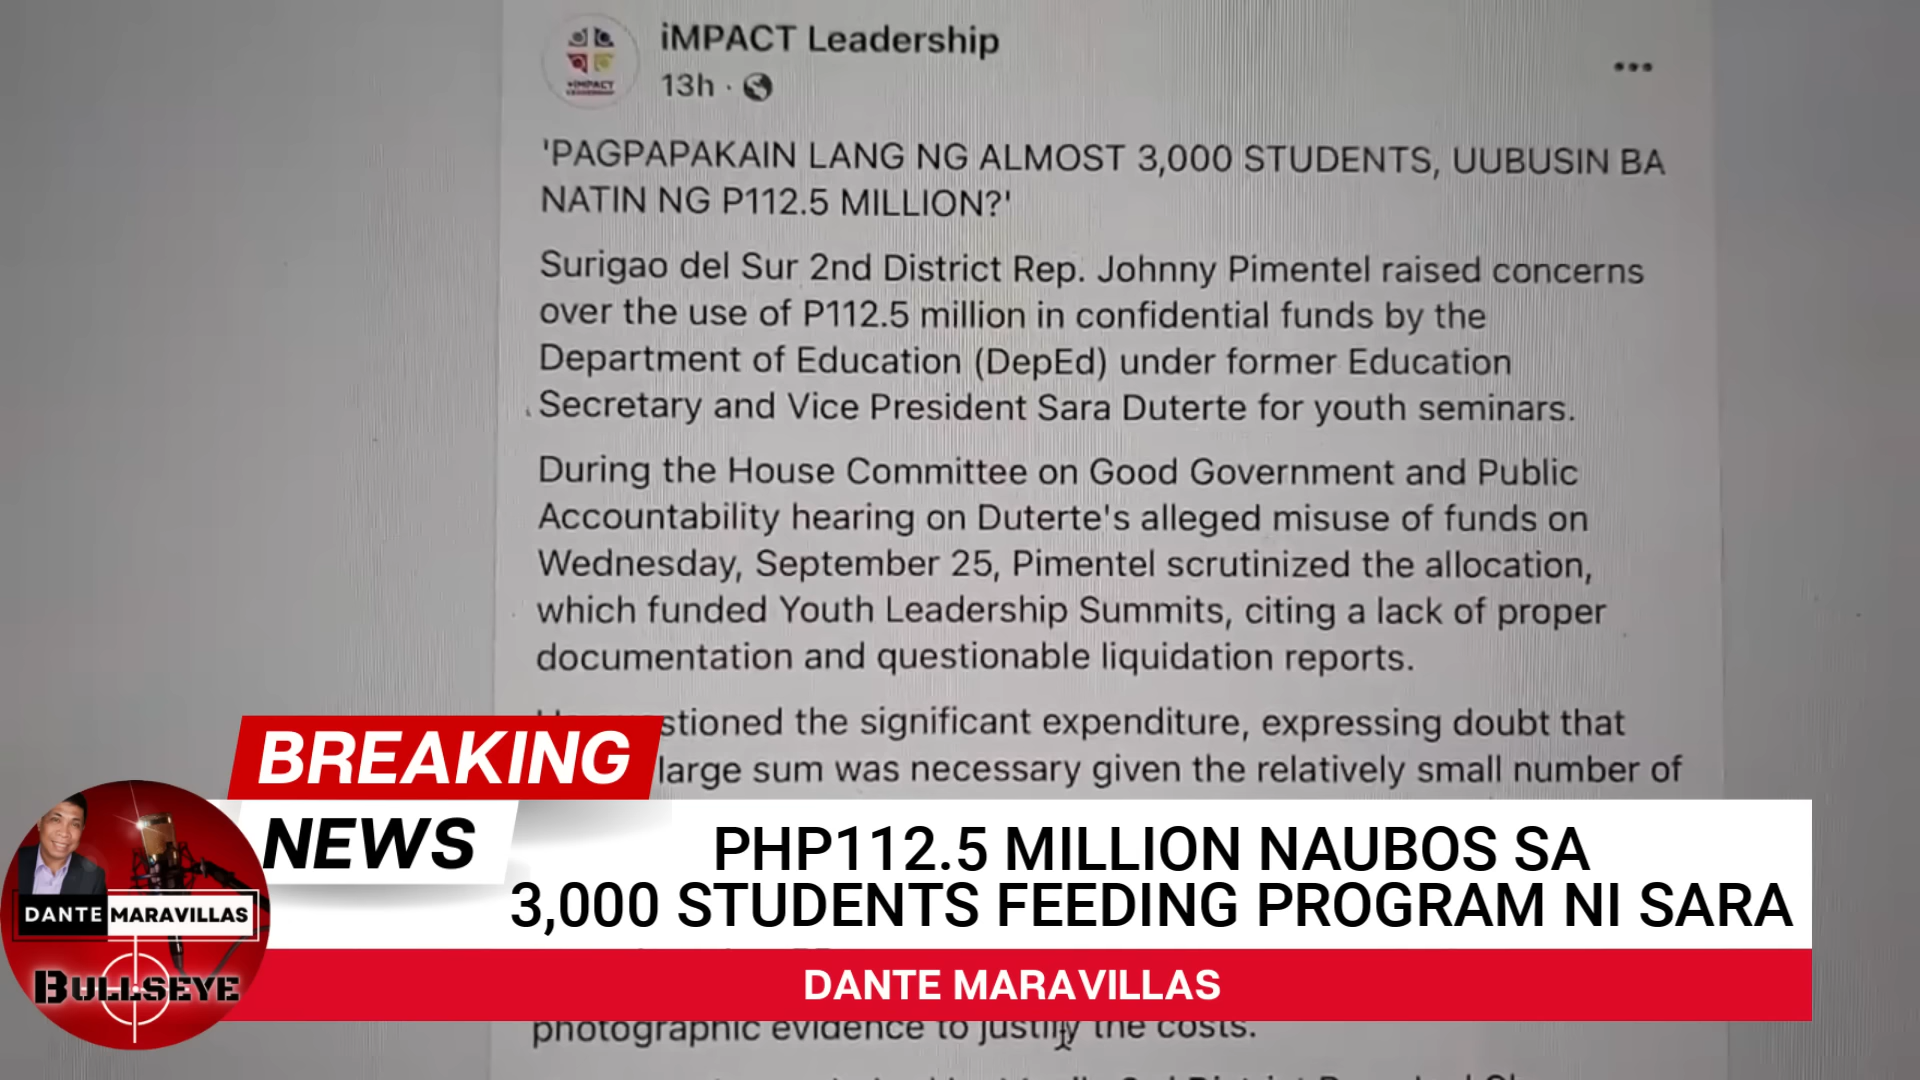 iMPACT Leadership
13h ·
'PAGPAPAKAIN LANG NG ALMOST 3,000 STUDENTS, UUBUSIN BA
NATIN NG P112.5 MILLION?'
Surigao del Sur 2nd District Rep. Johnny Pimentel raised concerns
over the use of P112.5 million in confidential funds by the
Department of Education (DepEd) under former Education
Secretary and Vice President Sara Duterte for youth seminars.
During the House Committee on Good Government and Public
Accountability hearing on Duterte's alleged misuse of funds on
Wednesday, September 25, Pimentel scrutinized the allocation,
which funded Youth Leadership Summits, citing a lack of proper
documentation and questionable liquidation reports.
the significant expenditure, expressing doubt that
large sum was necessary given the relatively small number of
BREAKING
NEWS
PHP112.5 MILLION NAUBOS SA
3,000 STUDENTS FEEDING PROGRAM NI SARA
DANTE MARAVILLAS
BULLSEYE
DANTE MARAVILLAS
photographic evidence to justify the costs.